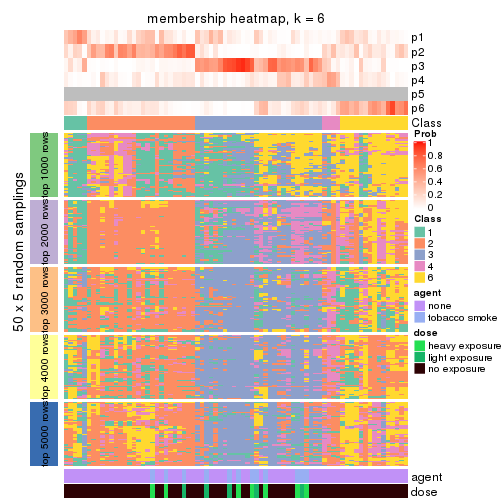 membership heatmap, k = 6
p1
p2
p3
p4
p5
p6
Class
50 x 5 random samplings
top 1000 rows
top 2000 rows
top 3000 rows
top 4000 rows
top 5000 rows
Prob
1
0.8
0.6
0.4
0.2
0
Class
1
2
3
4
6
agent
none
tobacco smoke
dose
heavy exposure
light exposure
no exposure
agent
dose